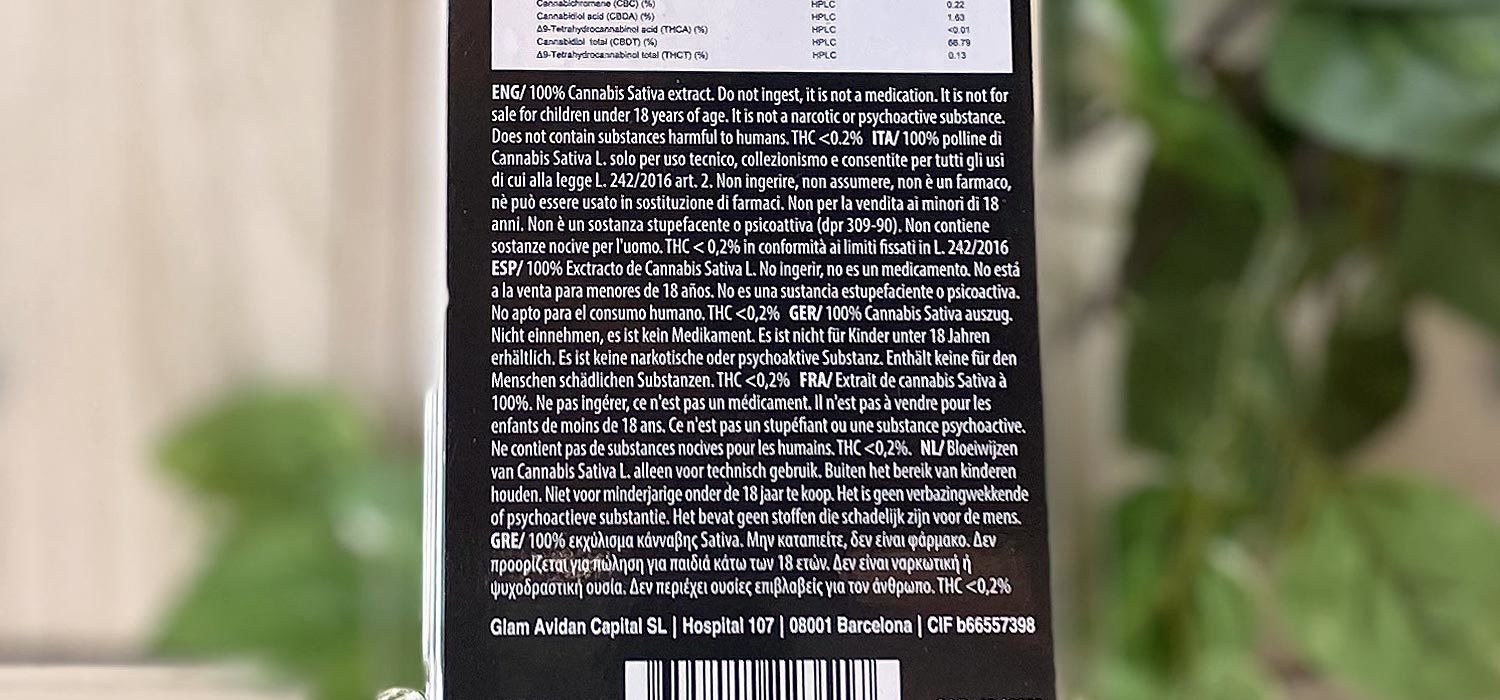 Cannabichromene (CBC) (%) HPLC 0.22
Cannabidiol acid (CBDA) (%) HPLC 1.63
Δ9-Tetrahydrocannabinol acid (THCA) (%) HPLC <0.01
Cannabidiol total (CBDT) (%) HPLC 66.79
Δ9-Tetrahydrocannabinol total (THCT) (%) HPLC 0.13
ENG/ 100% Cannabis Sativa extract. Do not ingest, it is not a medication. It is not for
sale for children under 18 years of age. It is not a narcotic or psychoactive substance.
Does not contain substances harmful to humans. THC <0.2% ITA/ 100% polline di
Cannabis Sativa L. solo per uso tecnico, collezionismo e consentite per tutti gli usi
di cui alla legge L. 242/2016 art. 2. Non ingerire, non assumere, non è un farmaco,
nè può essere usato in sostituzione di farmaci. Non per la vendita ai minori di 18
anni. Non è un sostanza stupefacente o psicoattiva (dpr 309-90). Non contiene
sostanze nocive per l'uomo. THC < 0,2% in conformità ai limiti fissati in L. 242/2016
ESP/ 100% Exctracto de Cannabis Sativa L. No ingerir, no es un medicamento. No está
a la venta para menores de 18 años. No es una sustancia estupefaciente o psicoactiva.
No apto para el consumo humano. THC <0,2% GER/ 100% Cannabis Sativa auszug.
Nicht einnehmen, es ist kein Medikament. Es ist nicht für Kinder unter 18 Jahren
erhältlich. Es ist keine narkotische oder psychoaktive Substanz. Enthält keine für den
Menschen schädlichen Substanzen. THC <0,2% FRA/ Extrait de cannabis Sativa à
100%. Ne pas ingérer, ce n'est pas un médicament. Il n'est pas à vendre pour les
enfants de moins de 18 ans. Ce n'est pas un stupéfiant ou une substance psychoactive.
Ne contient pas de substances nocives pour les humains. THC <0,2%. NL/ Bloeiwijzen
van Cannabis Sativa L. alleen voor technisch gebruik. Buiten het bereik van kinderen
houden. Niet voor minderjarige onder de 18 jaar te koop. Het is geen verbazingwekkende
of psychoactieve substantie. Het bevat geen stoffen die schadelijk zijn voor de mens.
GRE/ 100% εκχύλισμα κάνναβης Sativa. Μην καταπιείτε, δεν είναι φάρμακο. Δεν
προορίζεται για πώληση για παιδιά κάτω των 18 ετών. Δεν είναι ναρκωτική ή
ψυχοδραστική ουσία. Δεν περιέχει ουσίες επιβλαβείς για τον άνθρωπο. THC <0,2%
Glam Avidan Capital SL | Hospital 107 | 08001 Barcelona | CIF b66557398